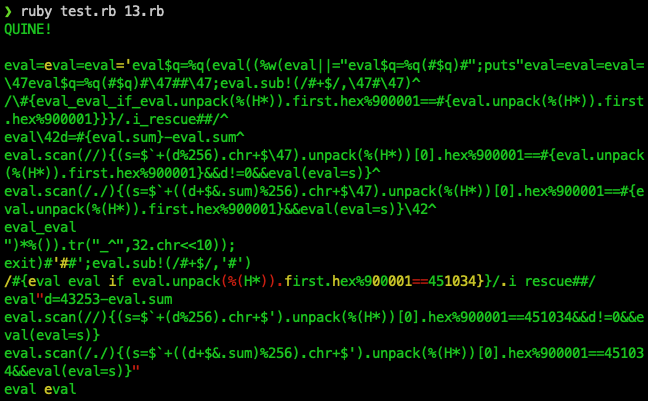 ❯ ruby test.rb 13.rb
QUINE!
eval=eval=eval='eval$q=%q(eval((%w(eval||="eval$q=%q(#$q)#";puts"eval=eval=eval=
\47eval$q=%q(#$q)#\47##\47;eval.sub!(/#+$/,\47#\47)^
/\#{eval_eval_if_eval.unpack(%(H*)).first.hex%900001==#{eval.unpack(%(H*)).first
.hex%900001}}}/.i_rescue##/^
eval\42d=#{eval.sum}-eval.sum^
eval.scan(//){(s=$`+(d%256).chr+$\47).unpack(%(H*))[0].hex%900001==#{eval.unpack
(%(H*)).first.hex%900001}&&d!=0&&eval(eval=s)}^
eval.scan(/./){(s=$`+((d+$&.sum)%256).chr+$\47).unpack(%(H*))[0].hex%900001==#{e
val.unpack(%(H*)).first.hex%900001}&&eval(eval=s)}\42^
eval_eval
")*%()).tr("_^",32.chr<<10));
exit)#'##';eval.sub!(/#+$/,'#')
/#{eval eval if eval.unpack(%(H*)).first.hex%900001==451034}}/.i rescue##/
eval"d=43253-eval.sum
eval.scan(//){(s=$`+(d%256).chr+$').unpack(%(H*))[0].hex%900001==451034&&d!=0&&e
val(eval=s)}
eval.scan(/./){(s=$`+((d+$&.sum)%256).chr+$').unpack(%(H*))[0].hex%900001==45103
4&&eval(eval=s)}"
eval eval